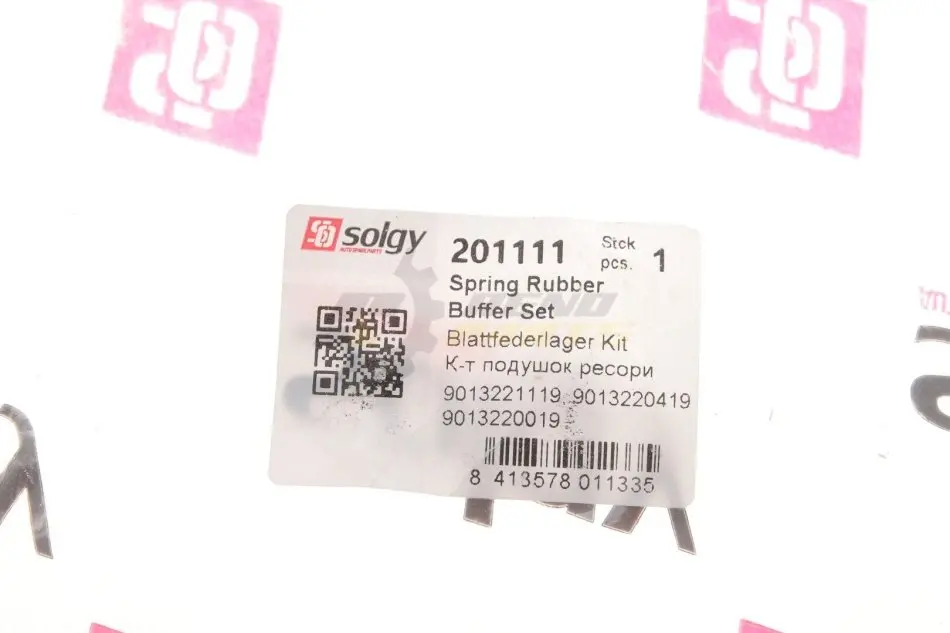 solgy
AUTOSPAREPARTS
201111
Stck
pcs. 1
Spring Rubber
Buffer Set
Blattfederlager Kit
К-т подушок ресори
9013221119, 9013220419
9013220019
8 413578 011335